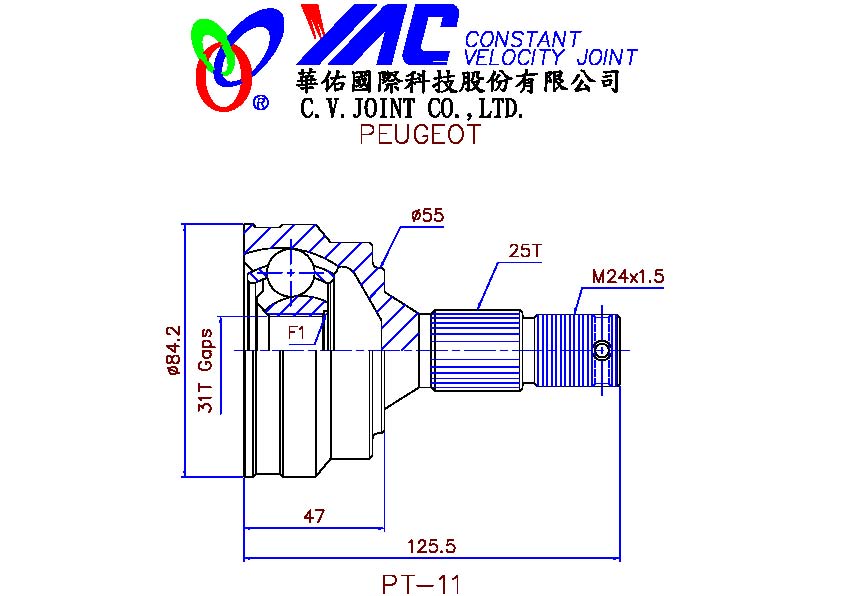 YAC CONSTANT
VELOCITY JOINT
華佑國際科技股份有限公司
C.V.JOINT CO.,LTD.
PEUGEOT
ø55
25T
M24x1.5
F1
ø84.2
31T Gaps
47
125.5
PT-11
®